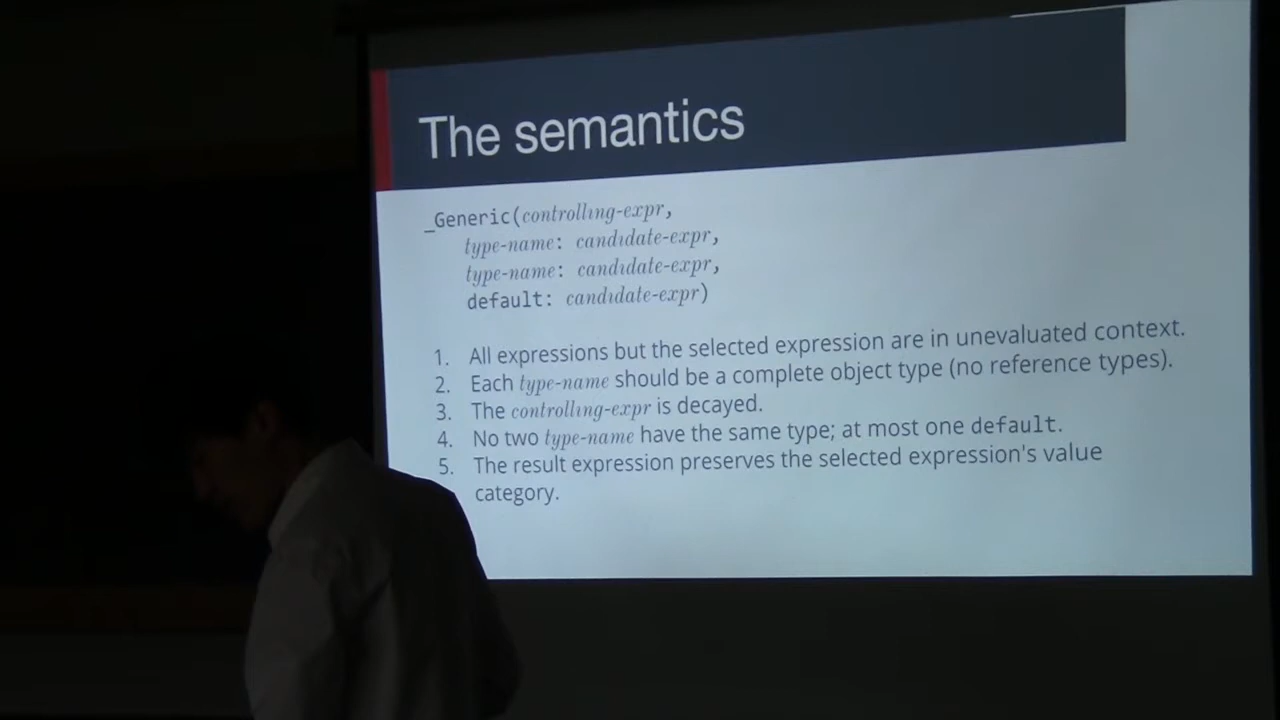 The semantics
_Generic(controlling-expr,
type-name: candidate-expr,
type-name: candidate-expr,
default: candidate-expr)
1. All expressions but the selected expression are in unevaluated context.
2. Each type-name should be a complete object type (no reference types).
3. The controlling-expr is decayed.
4. No two type-name have the same type; at most one default.
5. The result expression preserves the selected expression's value
category.